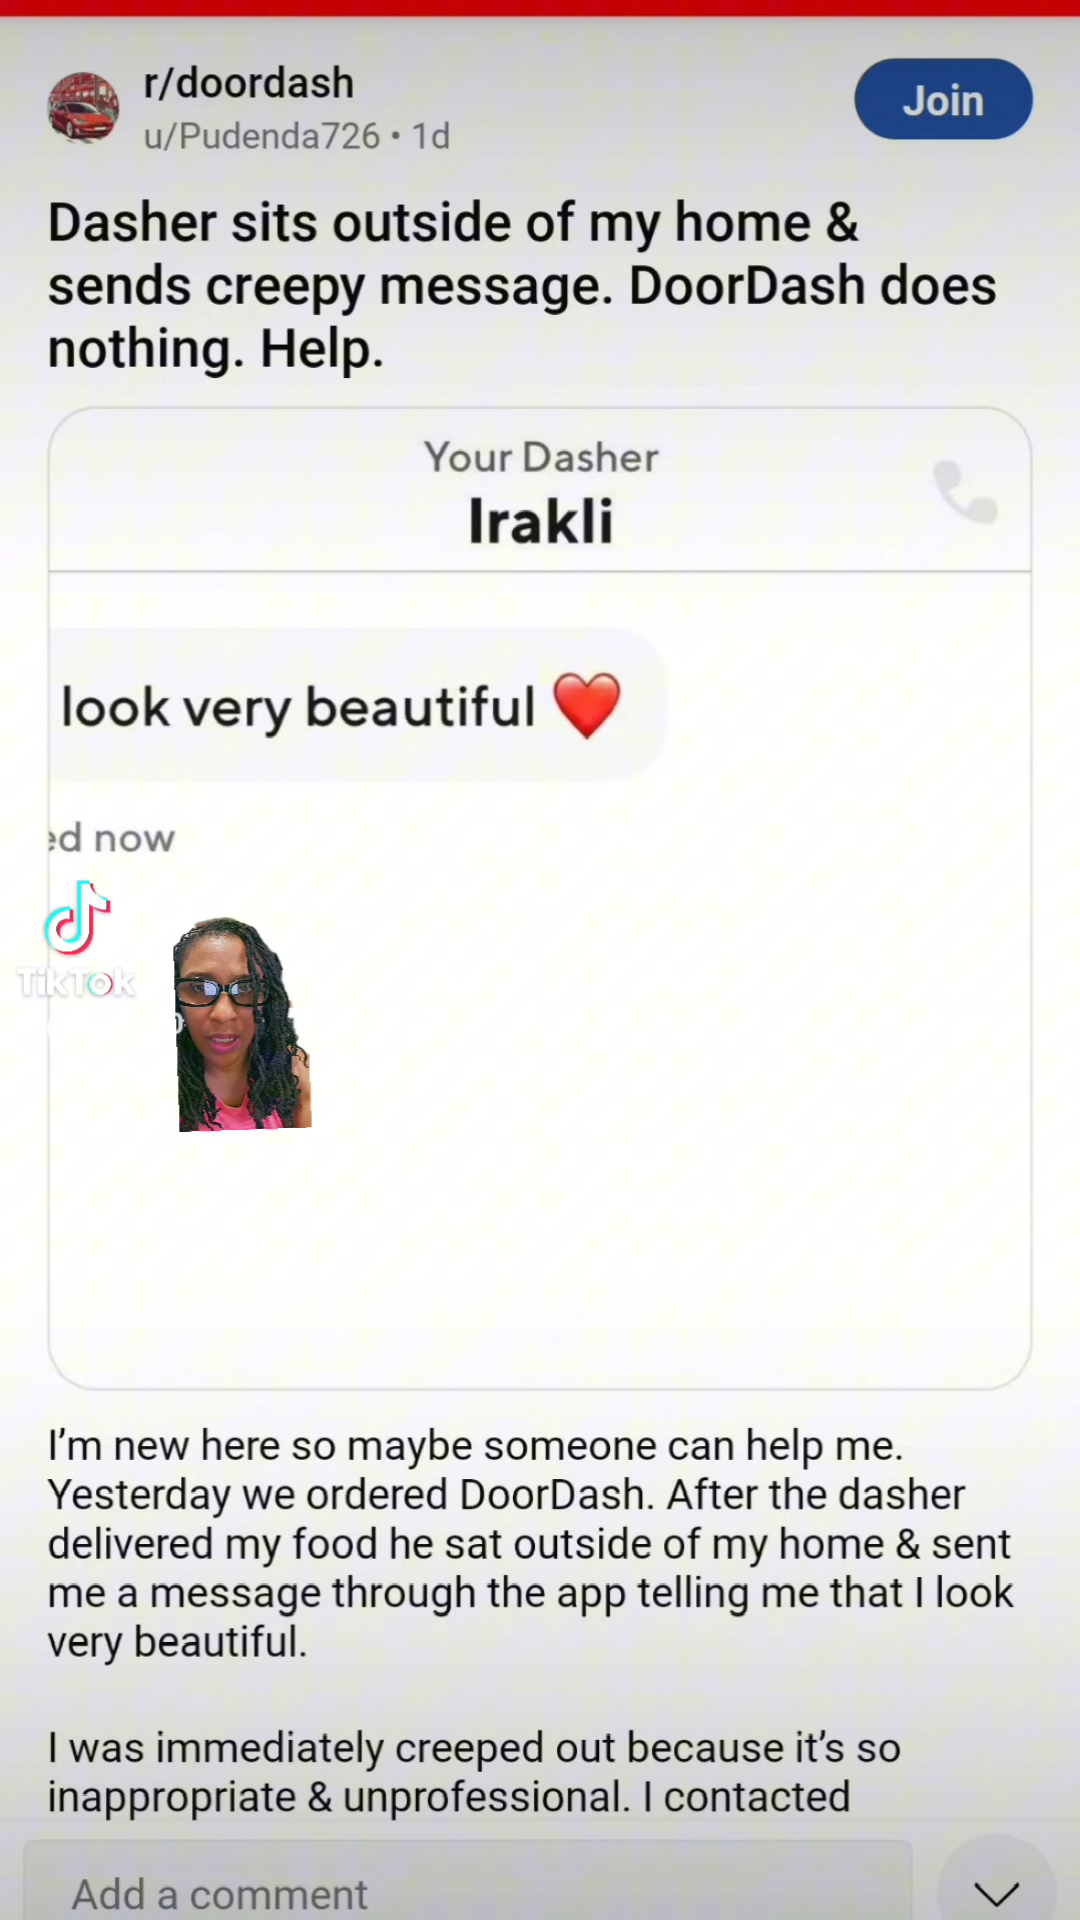 r/doordash
u/Pudenda726 • 1d
Join
Dasher sits outside of my home &
sends creepy message. DoorDash does
nothing. Help.
Your Dasher
Irakli
look very beautiful ❤️
ed now
TikTok
I'm new here so maybe someone can help me.
Yesterday we ordered DoorDash. After the dasher
delivered my food he sat outside of my home & sent
me a message through the app telling me that I look
very beautiful.
I was immediately creeped out because it's so
inappropriate & unprofessional. I contacted
Add a comment